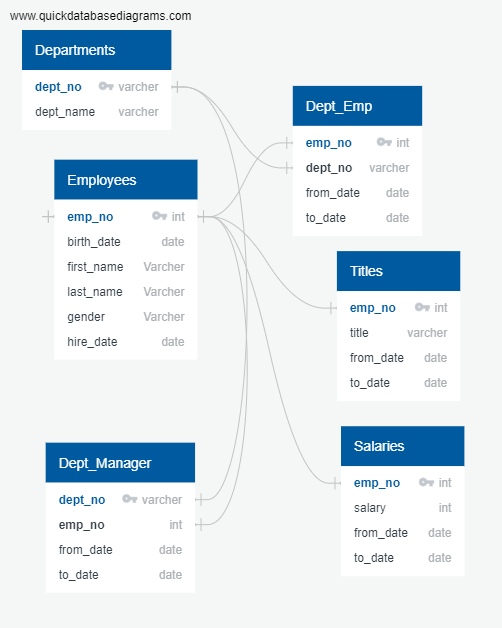 www.quickdatabasediagrams.com
Departments
dept_no varcher
dept_name varcher
Dept_Emp
emp_no int
dept_no varcher
from_date date
to_date date
Employees
emp_no int
birth_date date
first_name Varcher
last_name Varcher
gender Varcher
hire_date date
Titles
emp_no int
title varcher
from_date date
to_date date
Dept_Manager
dept_no varcher
emp_no int
from_date date
to_date date
Salaries
emp_no int
salary int
from_date date
to_date date